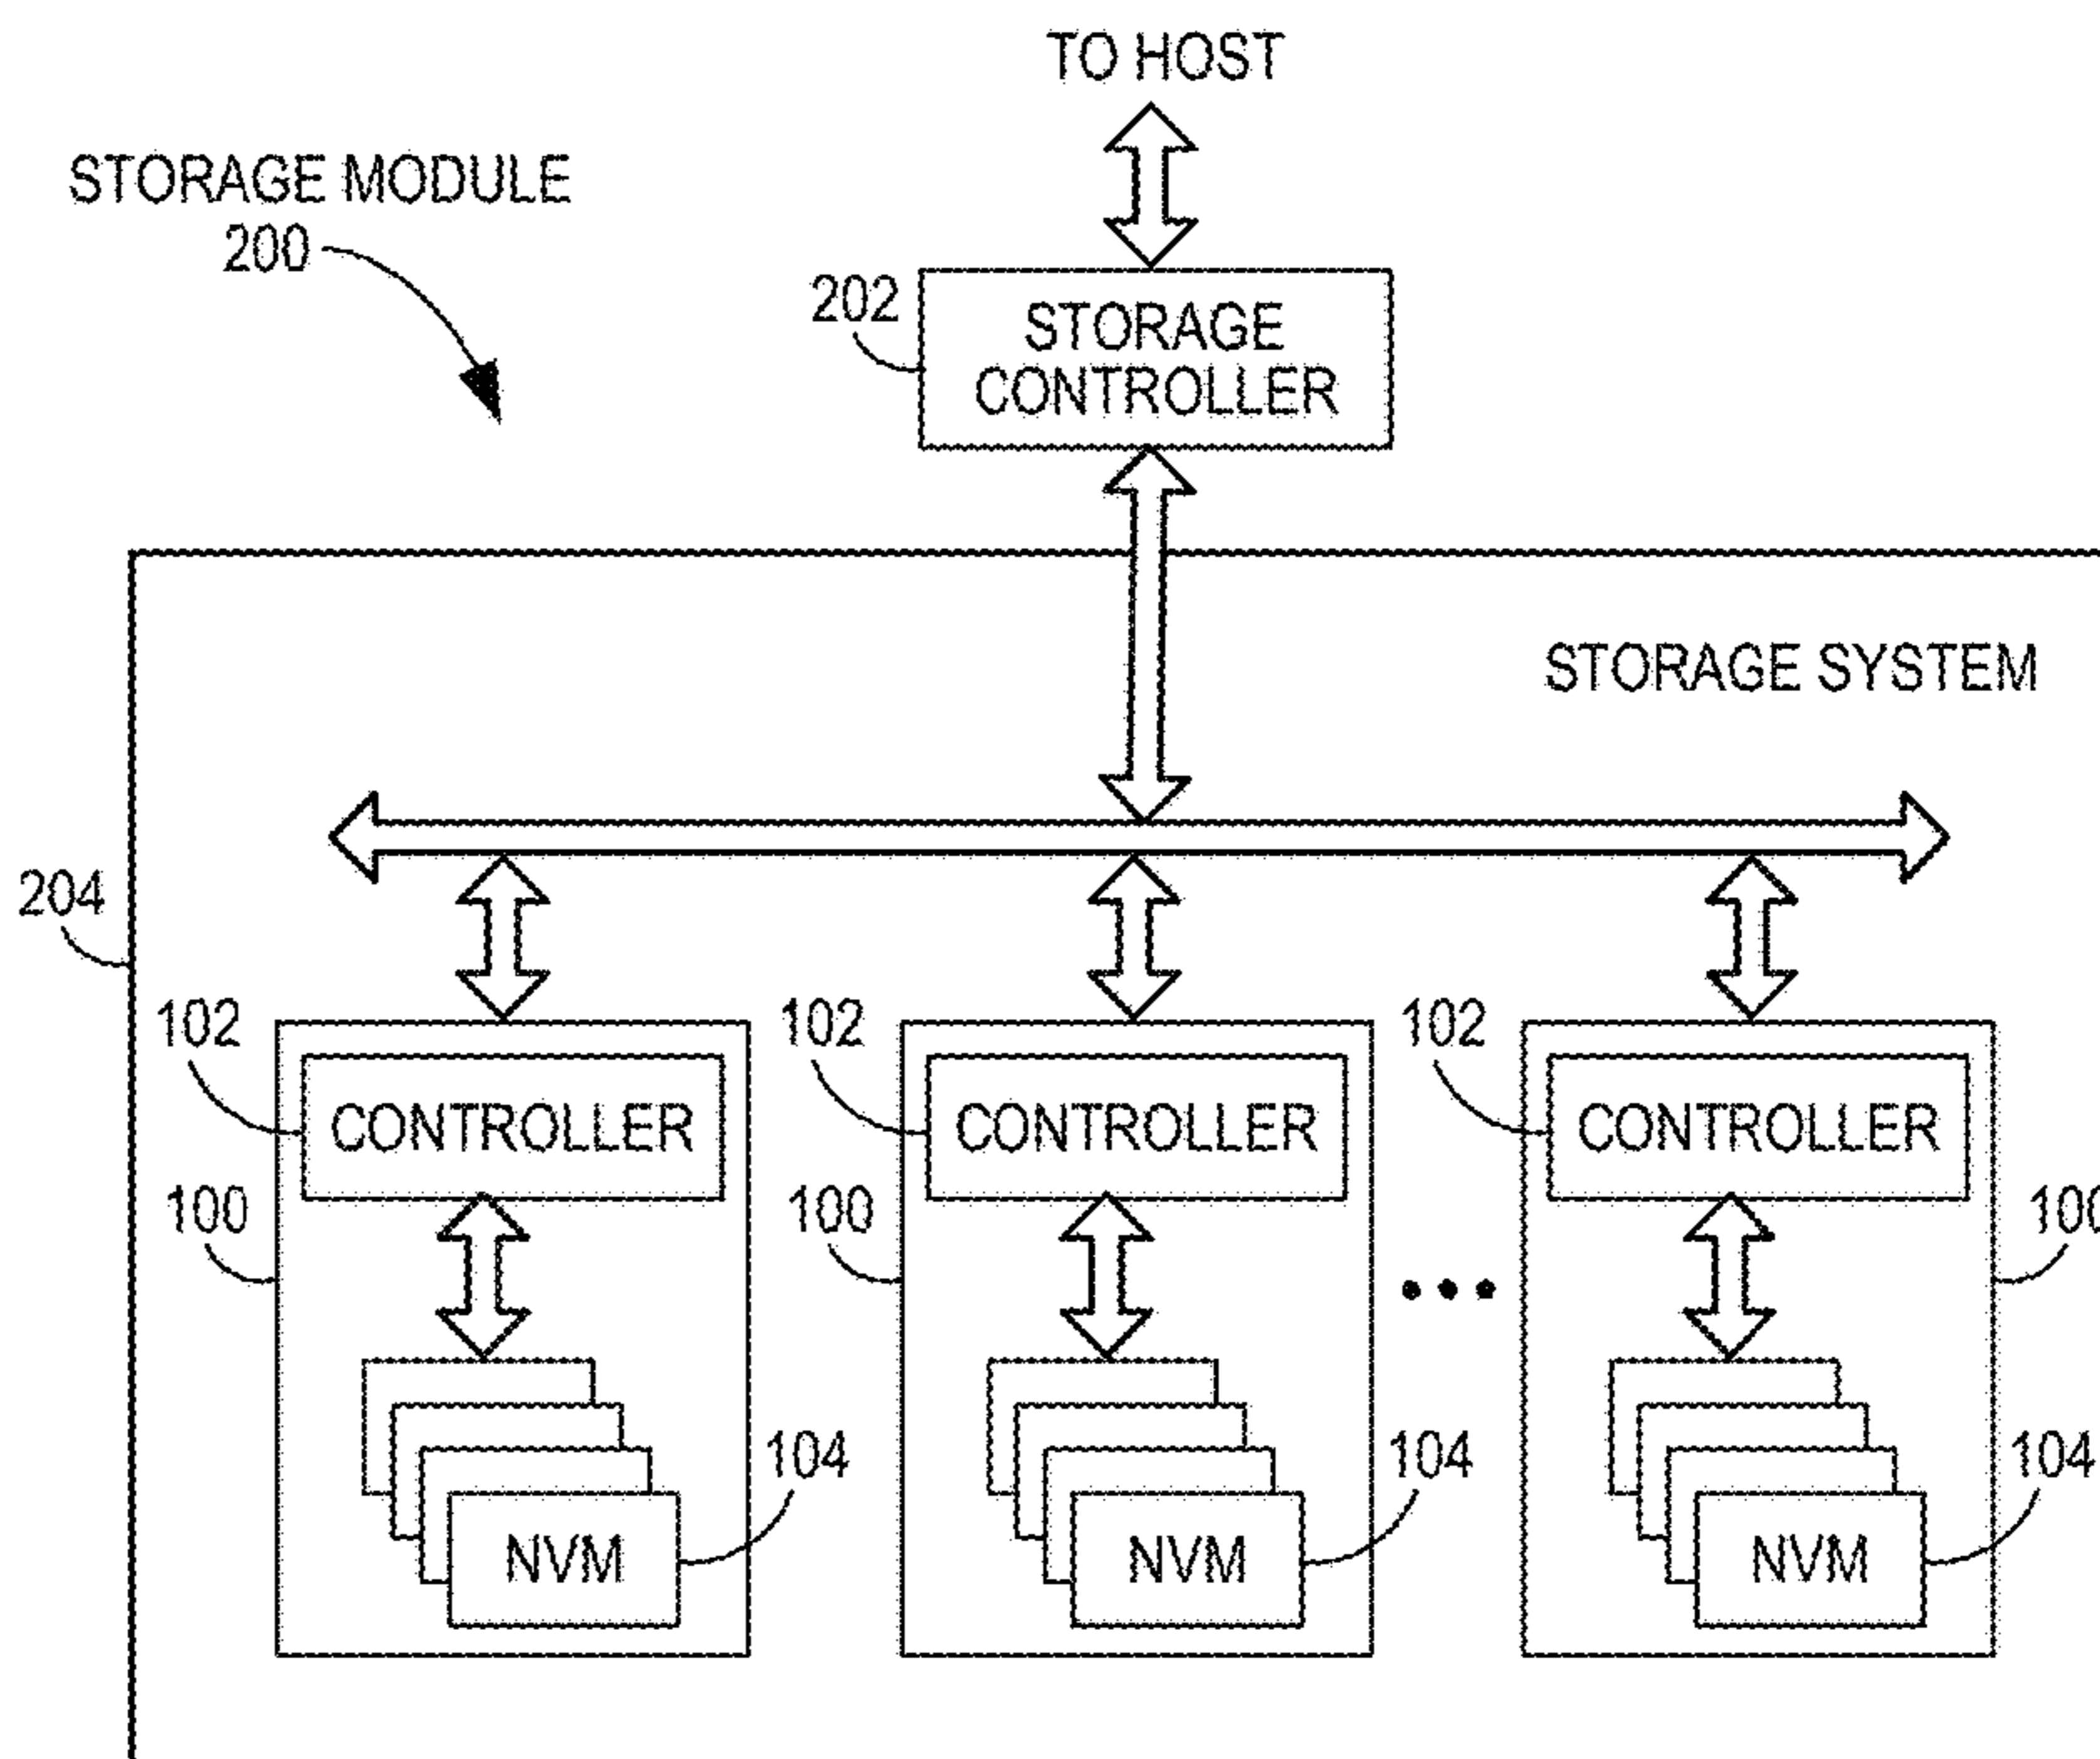 TO HOST
STORAGE MODULE
200
202
STORAGE
CONTROLLER
STORAGE SYSTEM
204
102
102
102
CONTROLLER
CONTROLLER
CONTROLLER
100
100
100
104
104
104
NVM
NVM
NVM